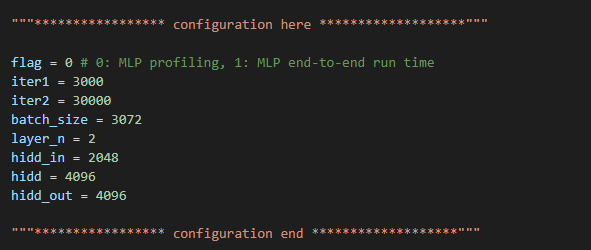 """***************** configuration here *******************"""
flag = 0 # 0: MLP profiling, 1: MLP end-to-end run time
iter1 = 3000
iter2 = 30000
batch_size = 3072
layer_n = 2
hidd_in = 2048
hidd = 4096
hidd_out = 4096
"""***************** configuration end *******************"""